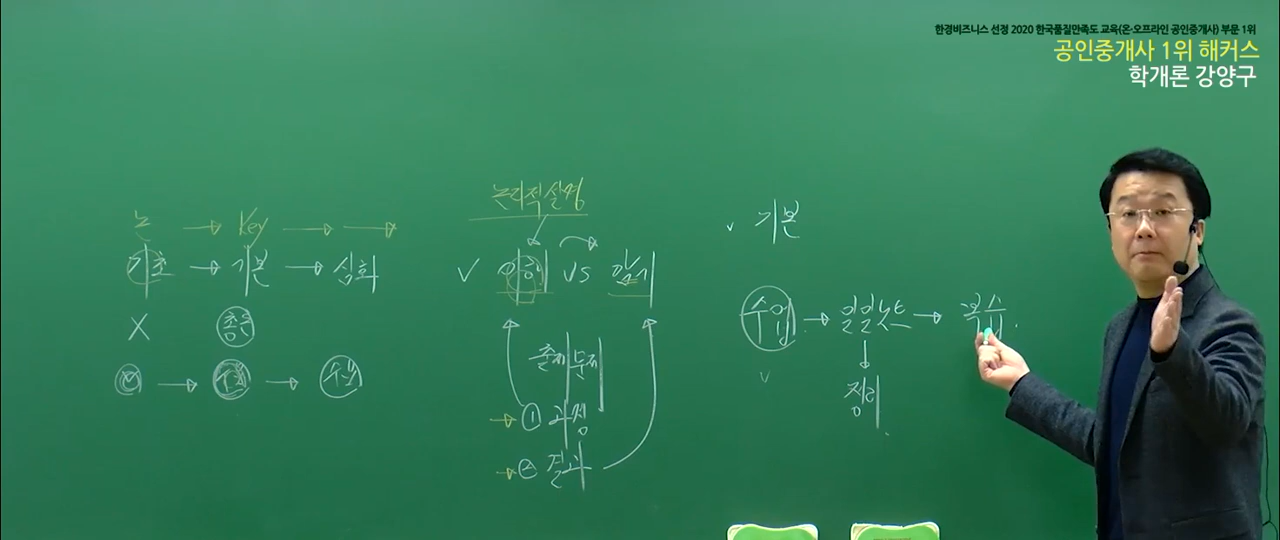 한경비즈니스 선정 2020 한국품질만족도 교육(온·오프라인 공인중개사) 부문 1위
공인중개사 1위 해커스
학개론 강양구
논리적 설명
논 → Key → →
기초 → 기본 → 심화
✓ 이해 VS 암기
✓ 기본
X
수업 → 일일노트 → 복습
출제문제
정리
→ ① 과정
→ ② 결과